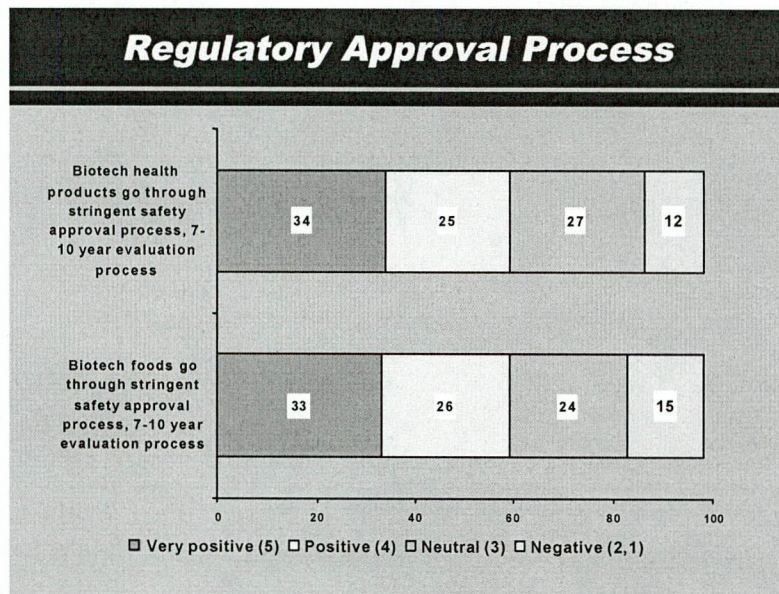 Regulatory Approval Process
Biotech health
products go through
stringent safety
approval process, 7-
10 year evaluation
process
34 25 27 12
Biotech foods go
through stringent
safety approval
process, 7-10 year
evaluation process
33 26 24 15
0 20 40 60 80 100
Very positive (5) Positive (4) Neutral (3) Negative (2,1)